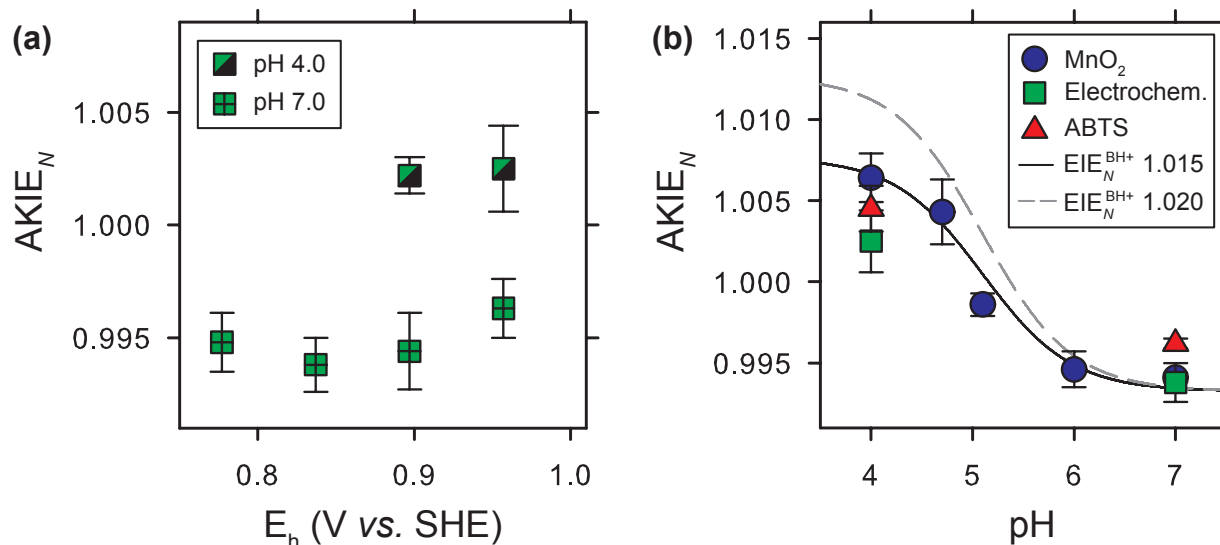 (a)
pH 4.0
pH 7.0
1.005
1.000
0.995
AKIE_N
0.8 0.9 1.0
E_h (V vs. SHE)
(b)
MnO₂
Electrochem.
ABTS
EIE_N^BH+ 1.015
EIE_N^BH+ 1.020
1.015
1.010
1.005
1.000
0.995
AKIE_N
4 5 6 7
pH